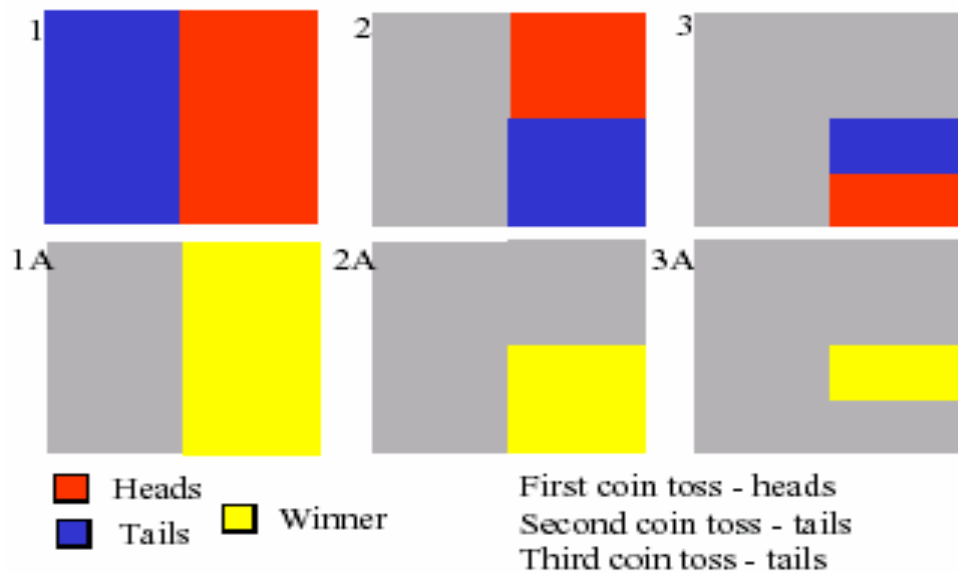 1
2
3
1A
2A
3A
Heads
Tails
Winner
First coin toss - heads
Second coin toss - tails
Third coin toss - tails